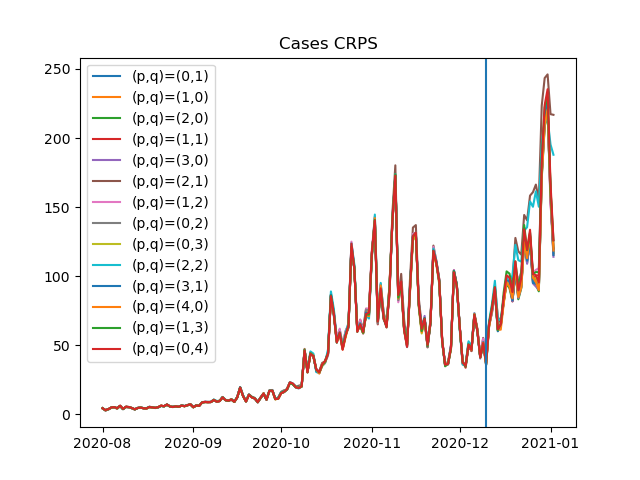 Cases CRPS
250
200
150
100
50
0
(p,q)=(0,1)
(p,q)=(1,0)
(p,q)=(2,0)
(p,q)=(1,1)
(p,q)=(3,0)
(p,q)=(2,1)
(p,q)=(1,2)
(p,q)=(0,2)
(p,q)=(0,3)
(p,q)=(2,2)
(p,q)=(3,1)
(p,q)=(4,0)
(p,q)=(1,3)
(p,q)=(0,4)
2020-08 2020-09 2020-10 2020-11 2020-12 2021-01